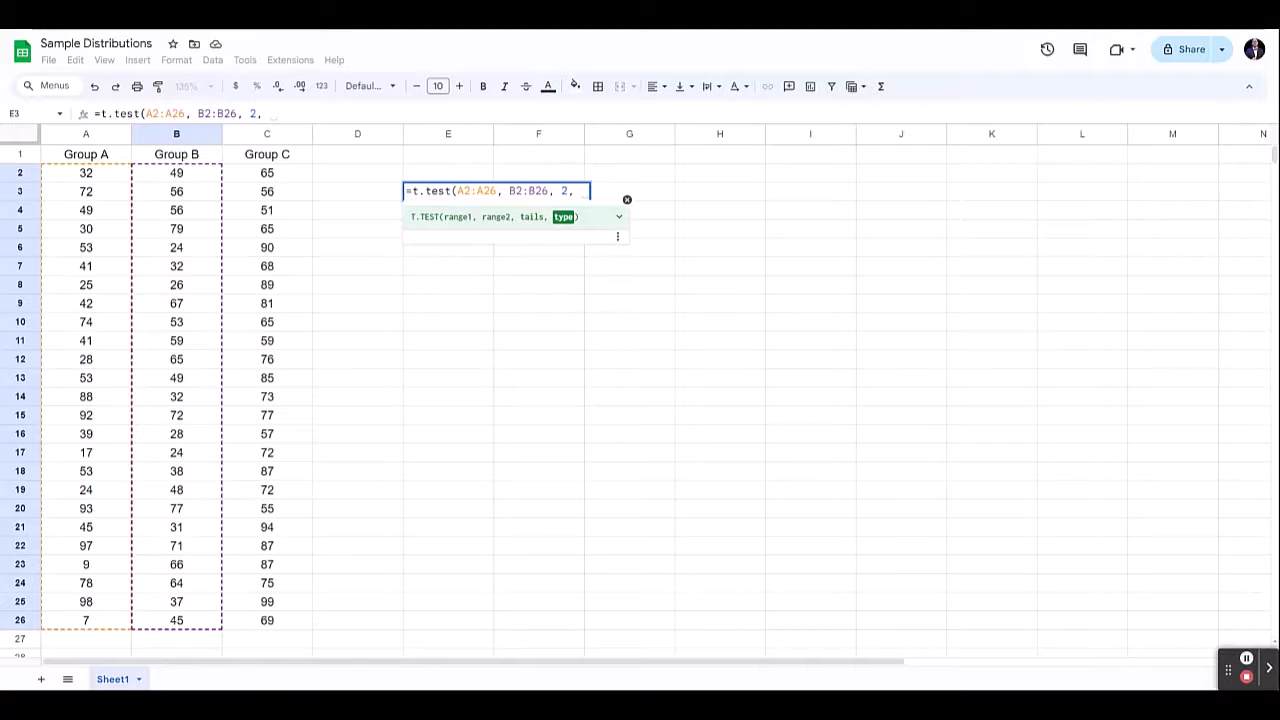 Sample Distributions
File Edit View Insert Format Data Tools Extensions Help
Share
Menus 135% $ % .0 .00 123 Defaul... − 10 + B I A Σ
E3 fx =t.test(A2:A26, B2:B26, 2,
A B C D E F G H I J K L M N
1 Group A Group B Group C
2 32 49 65
3 72 56 56 =t.test(A2:A26, B2:B26, 2,
4 49 56 51 T.TEST(range1, range2, tails, type)
5 30 79 65
6 53 24 90
7 41 32 68
8 25 26 89
9 42 67 81
10 74 53 65
11 41 59 59
12 28 65 76
13 53 49 85
14 88 32 73
15 92 72 77
16 39 28 57
17 17 24 72
18 53 38 87
19 24 48 72
20 93 77 55
21 45 31 94
22 97 71 87
23 9 66 87
24 78 64 75
25 98 37 99
26 7 45 69
27
28
+ Sheet1